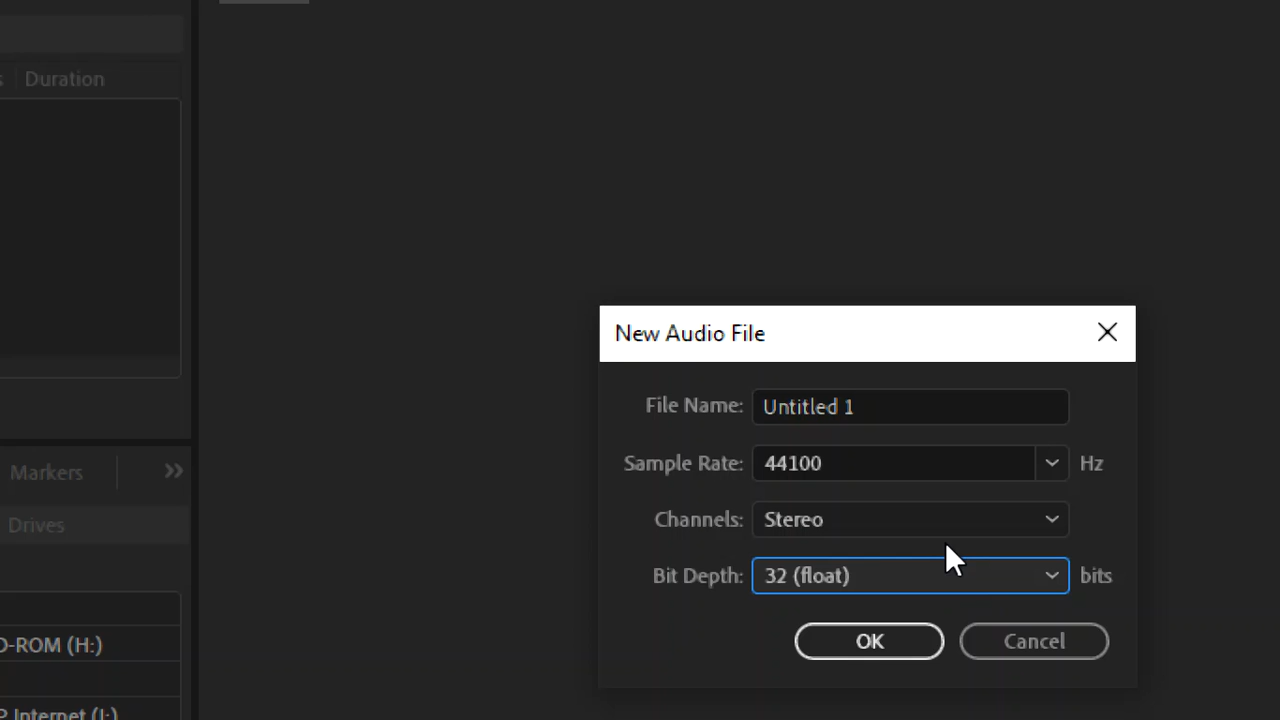 Duration
New Audio File
File Name: Untitled 1
Sample Rate: 44100 Hz
Channels: Stereo
Markers
Drives
Bit Depth: 32 (float) bits
D-ROM (H:)
OK Cancel
P Internet (I:)